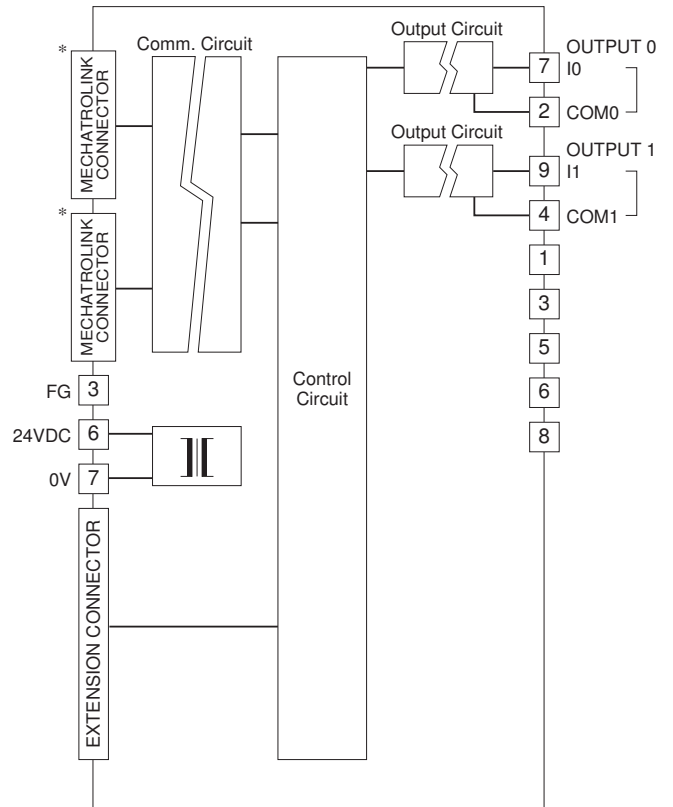 *
MECHATROLINK
CONNECTOR
*
MECHATROLINK
CONNECTOR
FG 3
24VDC 6
0V 7
EXTENSION CONNECTOR
Comm. Circuit
Control
Circuit
Output Circuit
OUTPUT 0
7 I0
2 COM0
Output Circuit
OUTPUT 1
9 I1
4 COM1
1
3
5
6
8